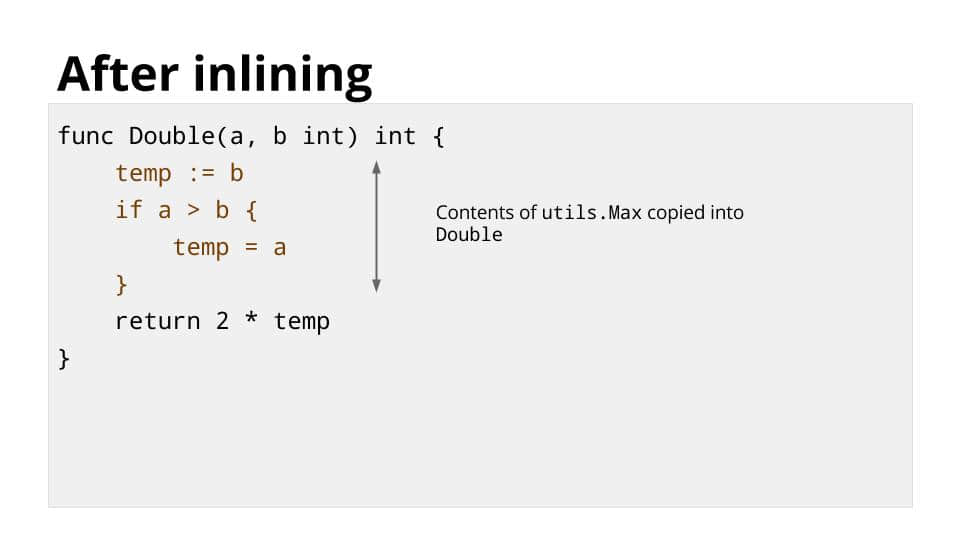 After inlining
func Double(a, b int) int {
    temp := b
    if a > b {
        temp = a
    }
    return 2 * temp
}
Contents of utils.Max copied into
Double